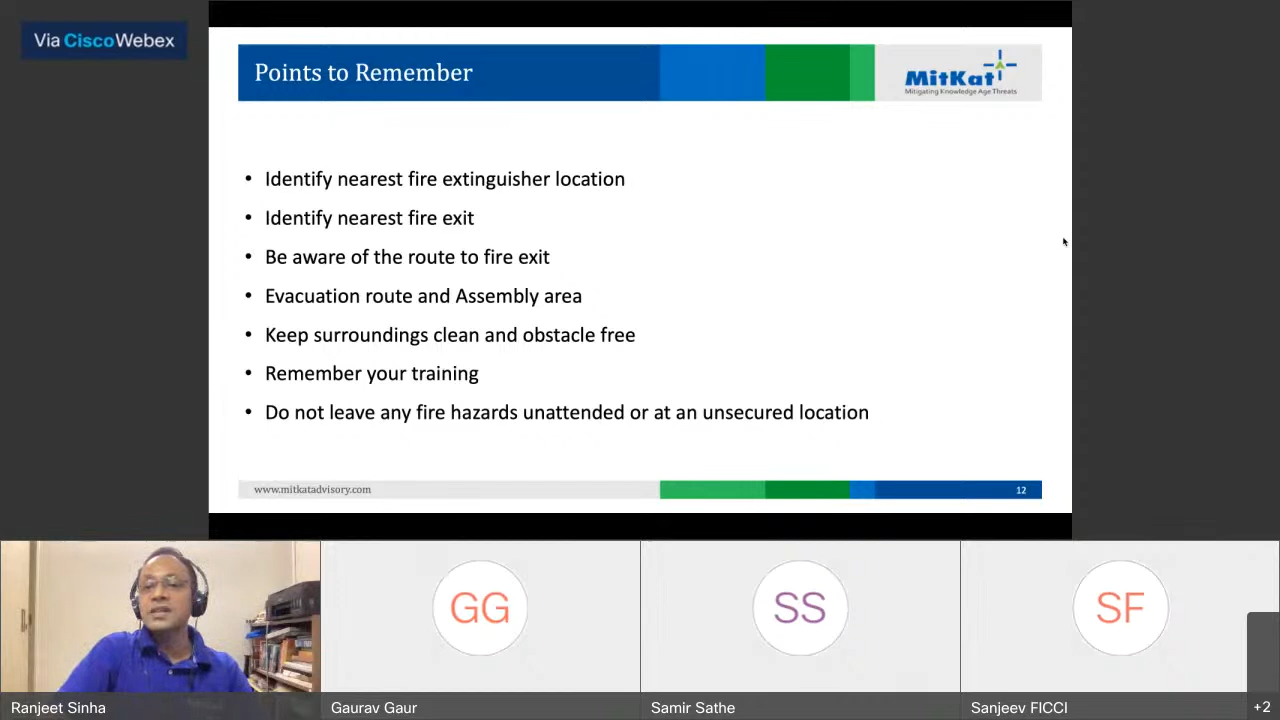 Via Cisco Webex
Points to Remember
MitKat
Mitigating Knowledge Age Threats
• Identify nearest fire extinguisher location
• Identify nearest fire exit
• Be aware of the route to fire exit
• Evacuation route and Assembly area
• Keep surroundings clean and obstacle free
• Remember your training
• Do not leave any fire hazards unattended or at an unsecured location
www.mitkatadvisory.com
12
GG
SS
SF
Ranjeet Sinha
Gaurav Gaur
Samir Sathe
Sanjeev FICCI
+2